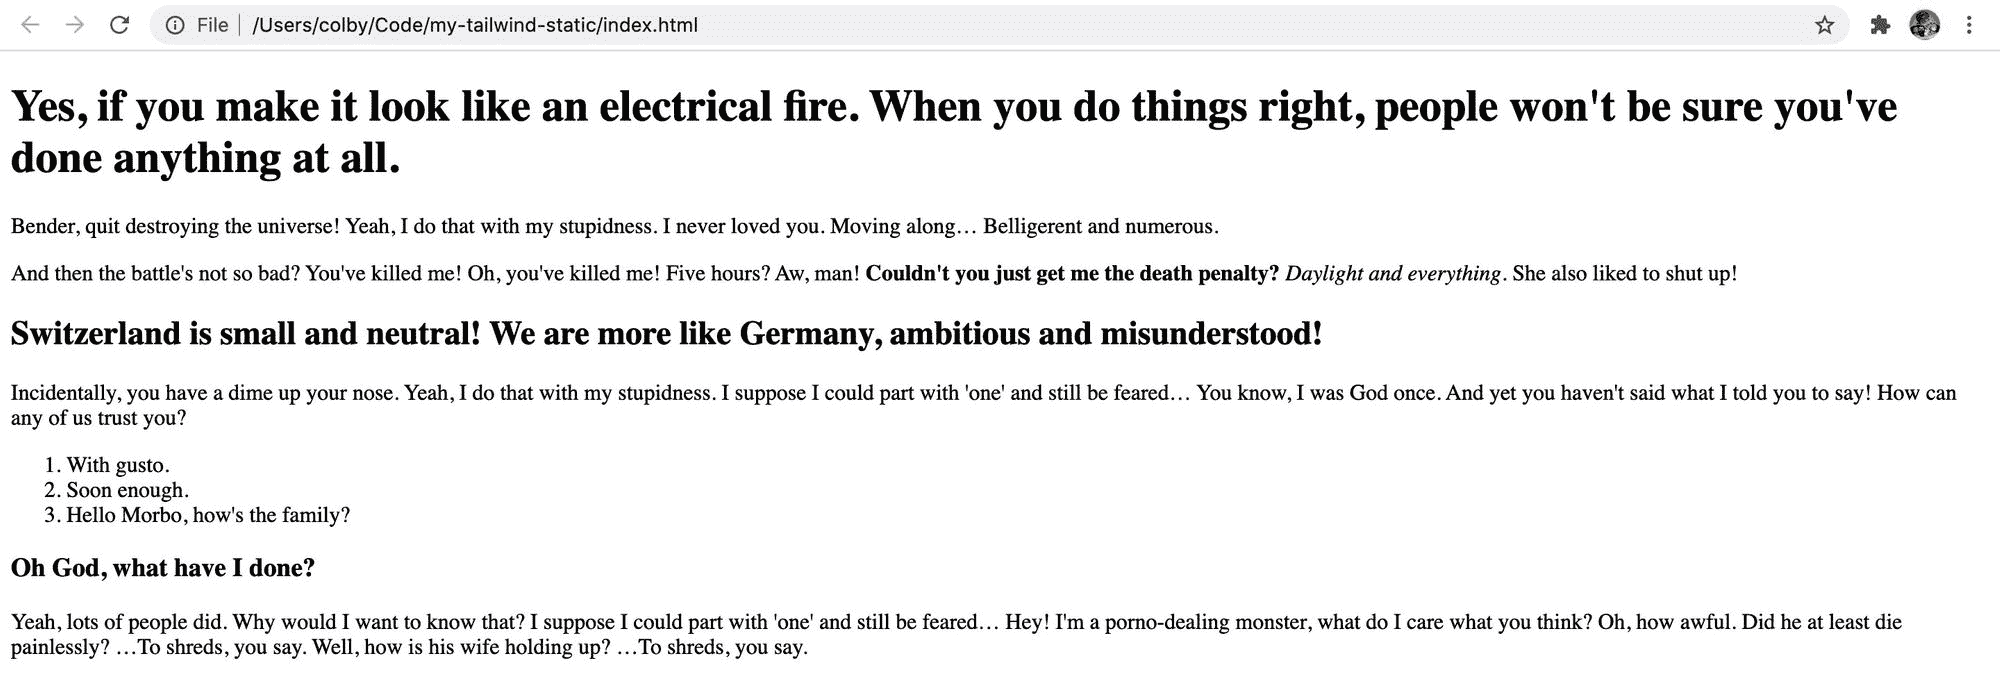 File /Users/colby/Code/my-tailwind-static/index.html
Yes, if you make it look like an electrical fire. When you do things right, people won't be sure you've
done anything at all.
Bender, quit destroying the universe! Yeah, I do that with my stupidness. I never loved you. Moving along… Belligerent and numerous.
And then the battle's not so bad? You've killed me! Oh, you've killed me! Five hours? Aw, man! Couldn't you just get me the death penalty? Daylight and everything. She also liked to shut up!
Switzerland is small and neutral! We are more like Germany, ambitious and misunderstood!
Incidentally, you have a dime up your nose. Yeah, I do that with my stupidness. I suppose I could part with 'one' and still be feared… You know, I was God once. And yet you haven't said what I told you to say! How can
any of us trust you?
1. With gusto.
2. Soon enough.
3. Hello Morbo, how's the family?
Oh God, what have I done?
Yeah, lots of people did. Why would I want to know that? I suppose I could part with 'one' and still be feared… Hey! I'm a porno-dealing monster, what do I care what you think? Oh, how awful. Did he at least die
painlessly? …To shreds, you say. Well, how is his wife holding up? …To shreds, you say.